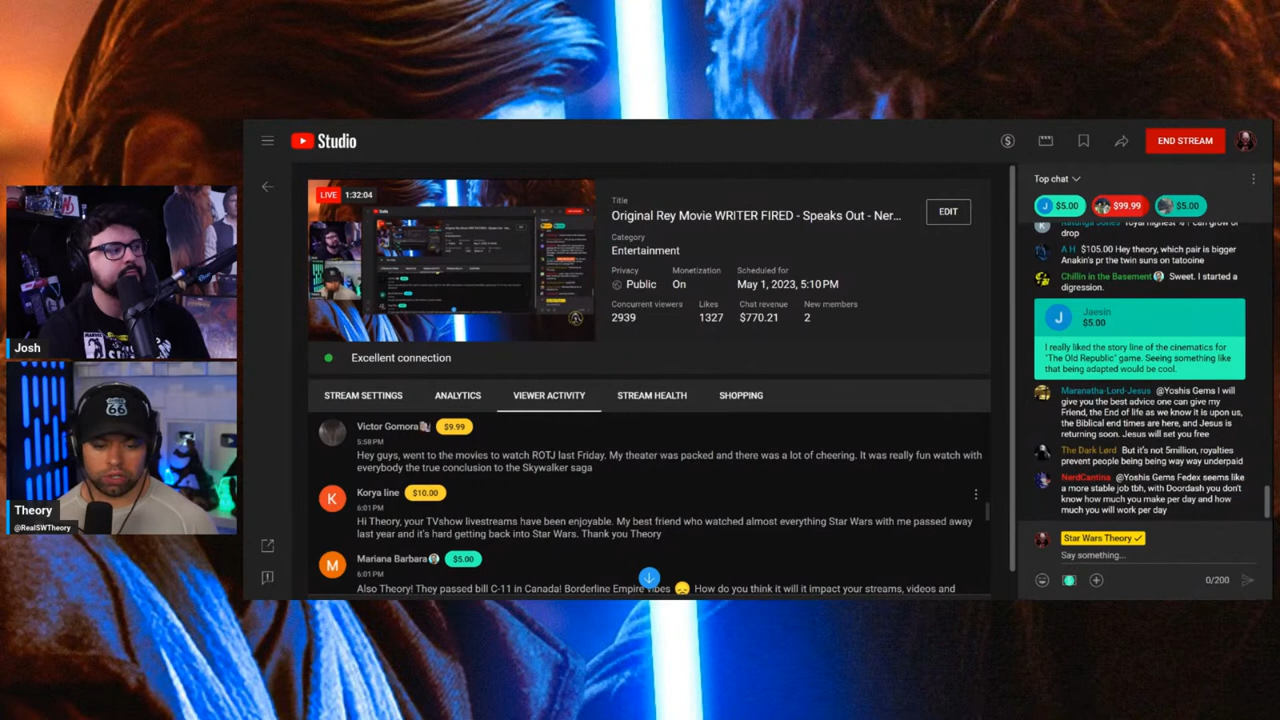 Studio
END STREAM
LIVE 1:32:04
Title
Original Rey Movie WRITER FIRED - Speaks Out - Ner...
EDIT
Category
Entertainment
Privacy Monetization Scheduled for
Public On May 1, 2023, 5:10 PM
Concurrent viewers Likes Chat revenue New members
2939 1327 $770.21 2
Excellent connection
STREAM SETTINGS ANALYTICS VIEWER ACTIVITY STREAM HEALTH SHOPPING
Victor Gomora $9.99
5:58 PM
Hey guys, went to the movies to watch ROTJ last Friday. My theater was packed and there was a lot of cheering. It was really fun watch with
everybody the true conclusion to the Skywalker saga
K Korya line $10.00
6:01 PM
Hi Theory, your TVshow livestreams have been enjoyable. My best friend who watched almost everything Star Wars with me passed away
last year and it's hard getting back into Star Wars. Thank you Theory
M Mariana Barbara $5.00
6:01 PM
Also Theory! They passed bill C-11 in Canada! Borderline Empire vibes How do you think it will it impact your streams, videos and
Top chat
J $5.00 $99.99 $5.00
drop
A H $105.00 Hey theory, which pair is bigger
Anakin's pr the twin suns on tatooine
Chillin in the Basement Sweet. I started a
digression.
J Jaesin
$5.00
I really liked the story line of the cinematics for
"The Old Republic" game. Seeing something like
that being adapted would be cool.
Maranatha-Lord-Jesus @Yoshis Gems I will
give you the best advice one can give my
Friend, the End of life as we know it is upon us,
the Biblical end times are here, and Jesus is
returning soon. Jesus will set you free
The Dark Lørd But it's not 5million, royalties
prevent people being being way way underpaid
NerdCantina @Yoshis Gems Fedex seems like
a more stable job tbh, with Doordash you don't
know how much you make per day and how
much you will work per day
Star Wars Theory
Say something...
0/200
Josh
66
Theory
@RealSWTheory